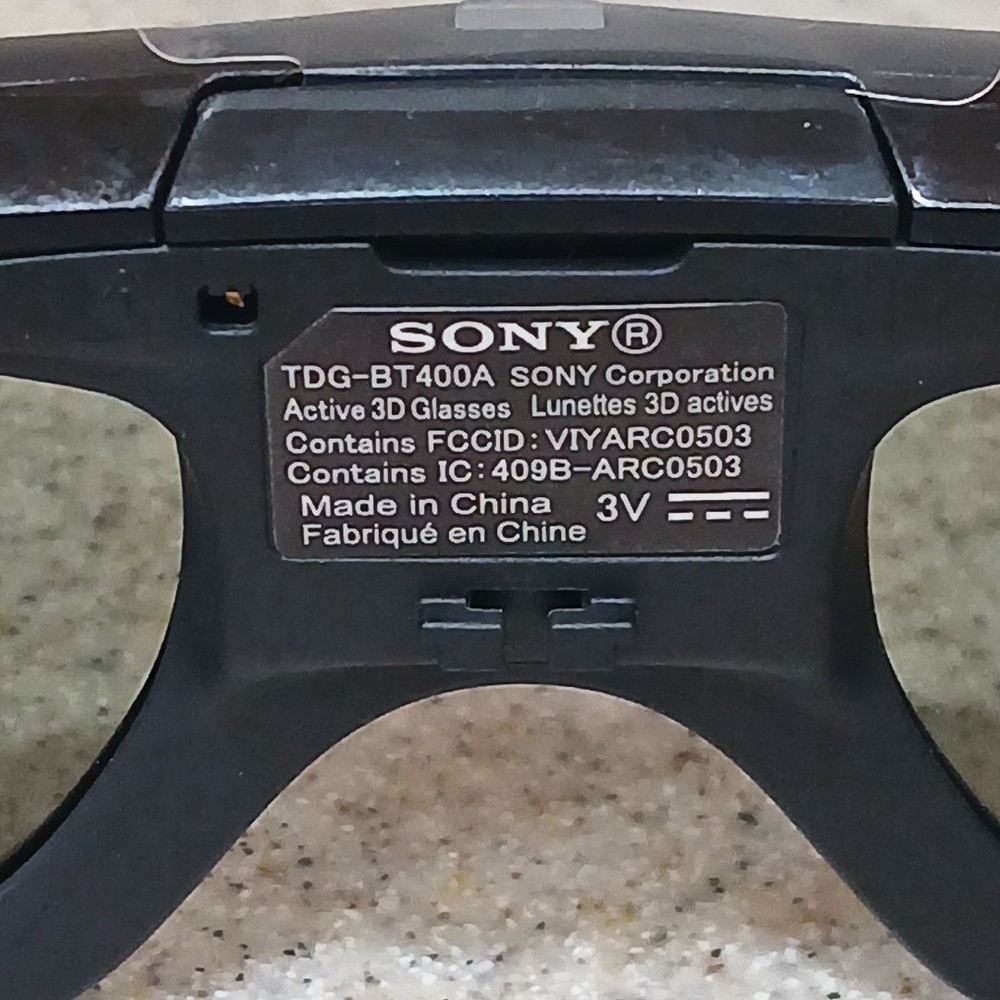 SONY®
TDG-BT400A SONY Corporation
Active 3D Glasses Lunettes 3D actives
Contains FCCID: VIYARC0503
Contains IC: 409B-ARC0503
Made in China 3V
Fabriqué en Chine